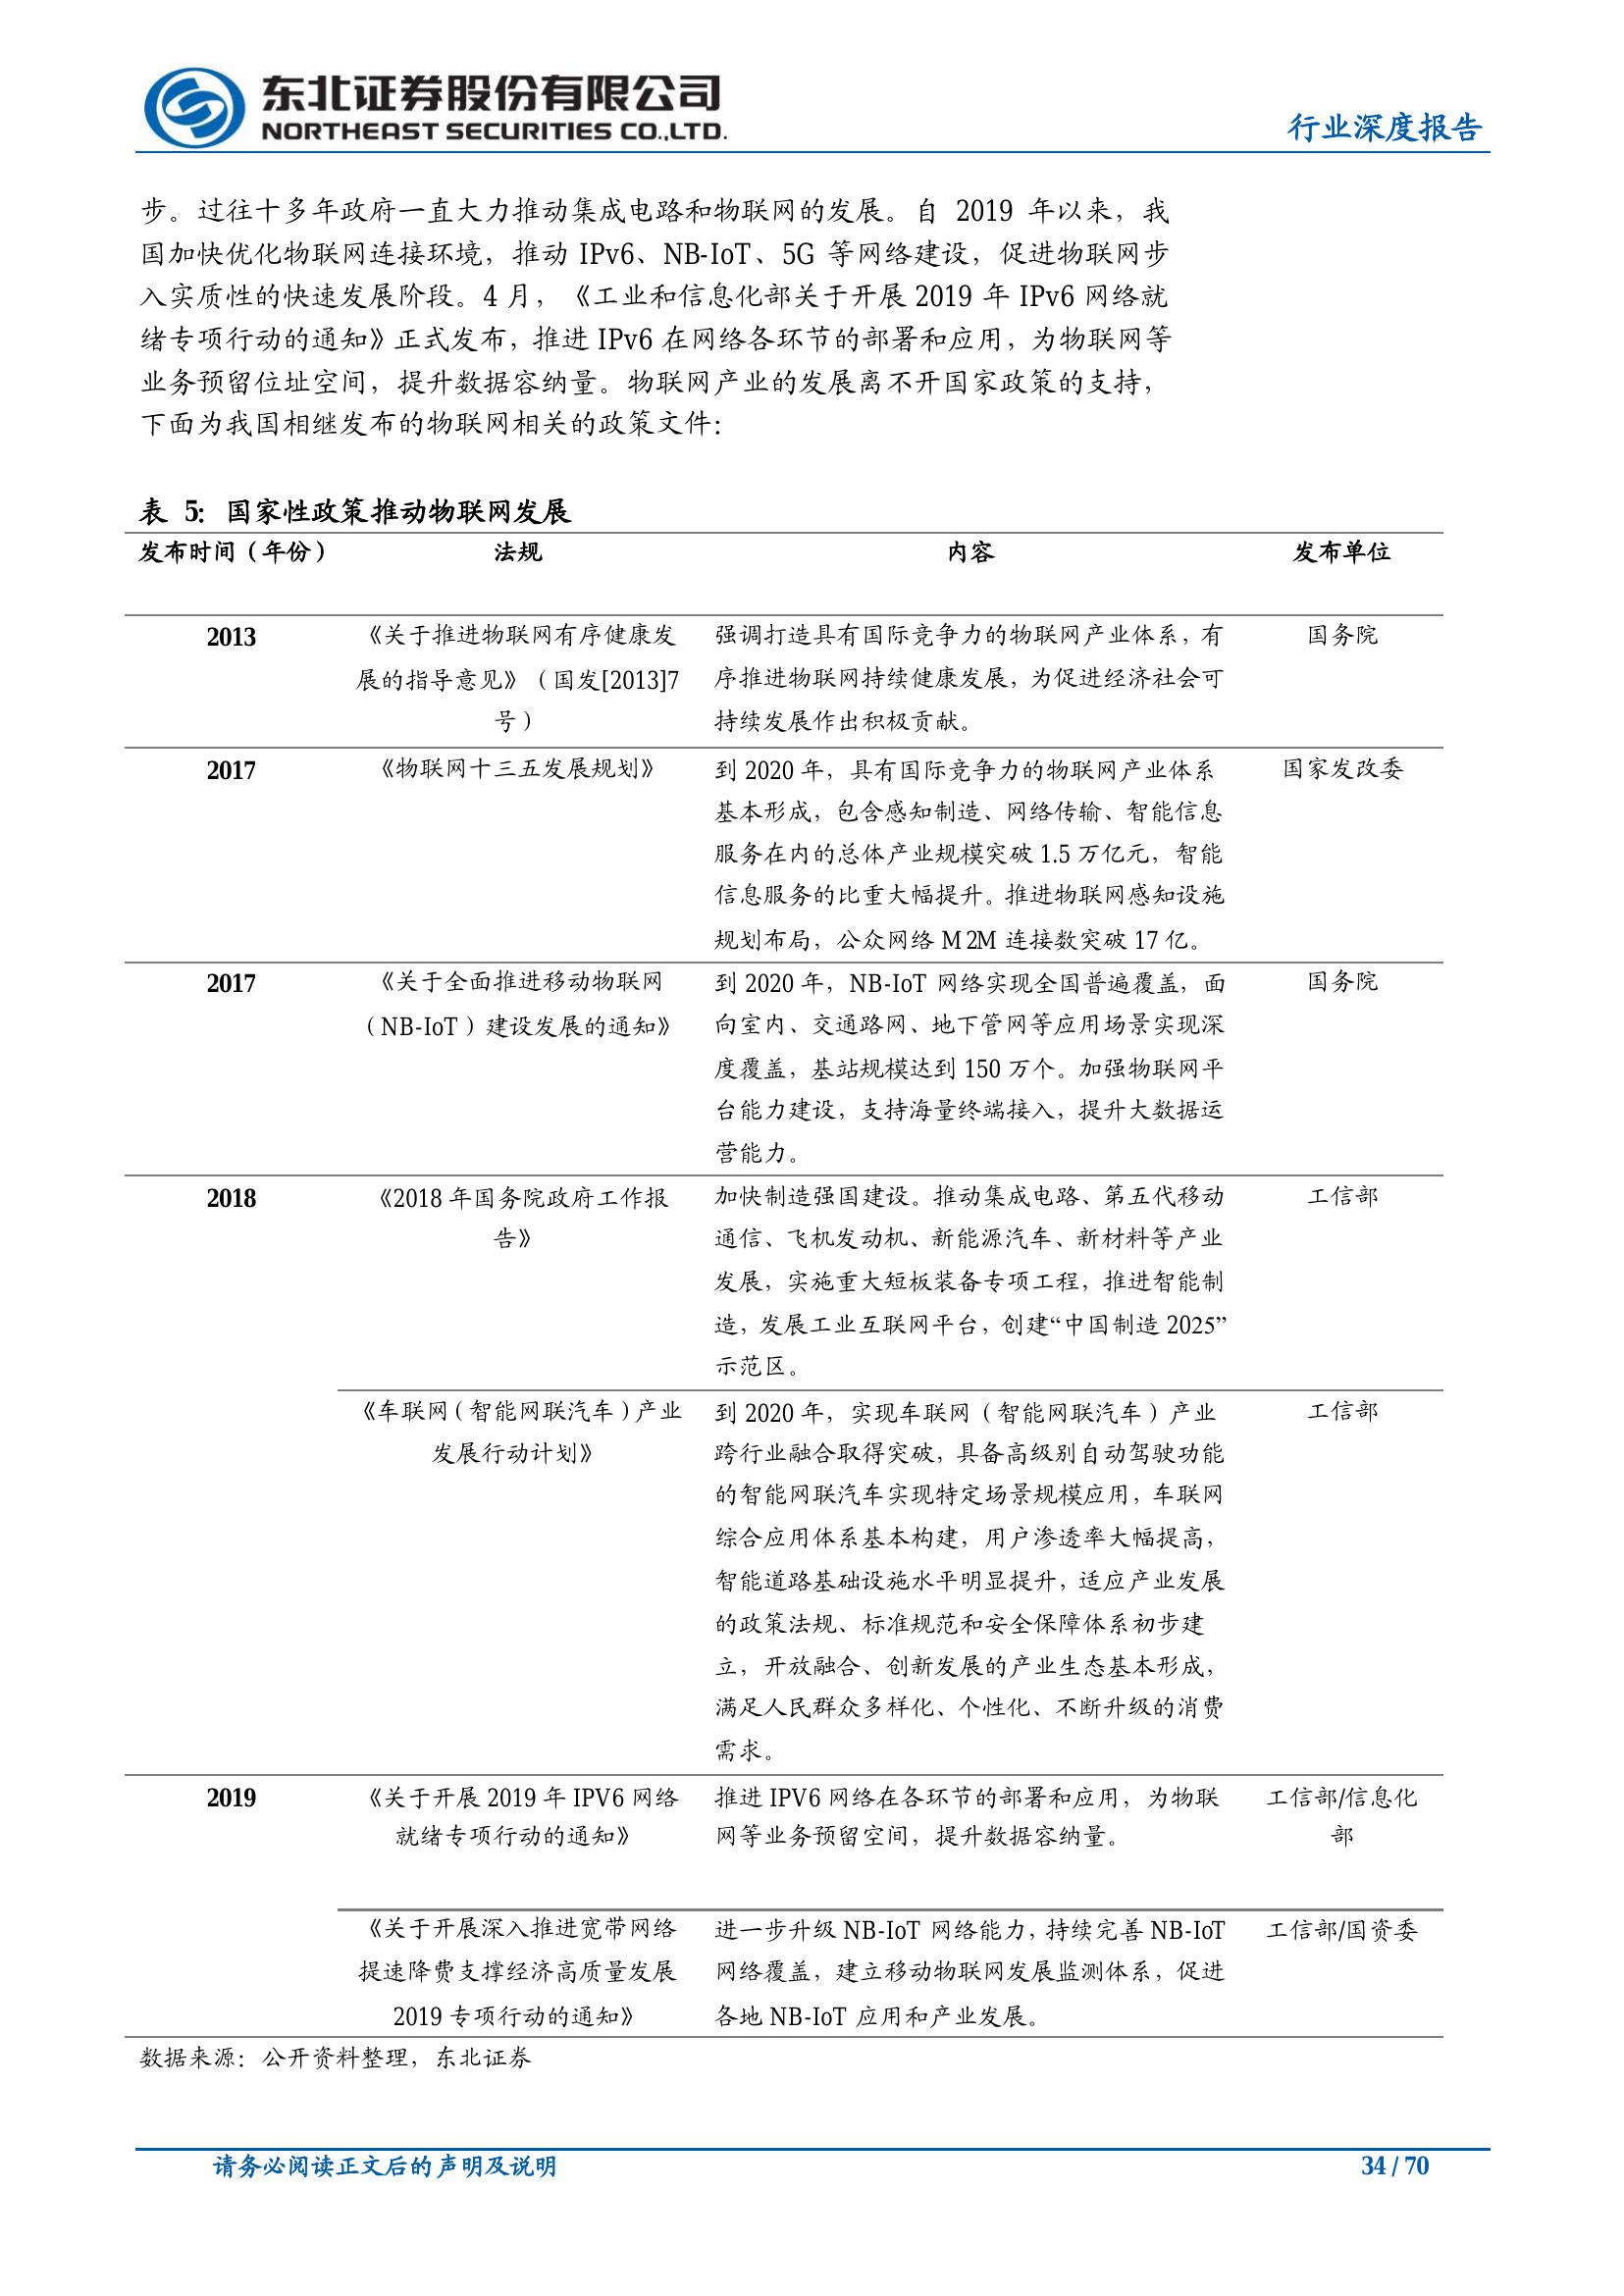 东北证券股份有限公司
NORTHEAST SECURITIES CO.,LTD.
行业深度报告
步。过往十多年政府一直大力推动集成电路和物联网的发展。自 2019 年以来，我
国加快优化物联网连接环境，推动 IPv6、NB-IoT、5G 等网络建设，促进物联网步
入实质性的快速发展阶段。4 月，《工业和信息化部关于开展 2019 年 IPv6 网络就
绪专项行动的通知》正式发布，推进 IPv6 在网络各环节的部署和应用，为物联网等
业务预留位址空间，提升数据容纳量。物联网产业的发展离不开国家政策的支持，
下面为我国相继发布的物联网相关的政策文件：
表 5：国家性政策推动物联网发展
发布时间（年份） 法规 内容 发布单位
2013 《关于推进物联网有序健康发 强调打造具有国际竞争力的物联网产业体系，有 国务院
展的指导意见》（国发[2013]7 序推进物联网持续健康发展，为促进经济社会可
号） 持续发展作出积极贡献。
2017 《物联网十三五发展规划》 到 2020 年，具有国际竞争力的物联网产业体系 国家发改委
基本形成，包含感知制造、网络传输、智能信息
服务在内的总体产业规模突破 1.5 万亿元，智能
信息服务的比重大幅提升。推进物联网感知设施
规划布局，公众网络 M2M 连接数突破 17 亿。
2017 《关于全面推进移动物联网 到 2020 年，NB-IoT 网络实现全国普遍覆盖，面 国务院
（NB-IoT）建设发展的通知》 向室内、交通路网、地下管网等应用场景实现深
度覆盖，基站规模达到 150 万个。加强物联网平
台能力建设，支持海量终端接入，提升大数据运
营能力。
2018 《2018 年国务院政府工作报 加快制造强国建设。推动集成电路、第五代移动 工信部
告》 通信、飞机发动机、新能源汽车、新材料等产业
发展，实施重大短板装备专项工程，推进智能制
造，发展工业互联网平台，创建“中国制造 2025”
示范区。
《车联网（智能网联汽车）产业 到 2020 年，实现车联网（智能网联汽车）产业 工信部
发展行动计划》 跨行业融合取得突破，具备高级别自动驾驶功能
的智能网联汽车实现特定场景规模应用，车联网
综合应用体系基本构建，用户渗透率大幅提高，
智能道路基础设施水平明显提升，适应产业发展
的政策法规、标准规范和安全保障体系初步建
立，开放融合、创新发展的产业生态基本形成，
满足人民群众多样化、个性化、不断升级的消费
需求。
2019 《关于开展 2019 年 IPV6 网络 推进 IPV6 网络在各环节的部署和应用，为物联 工信部/信息化
就绪专项行动的通知》 网等业务预留空间，提升数据容纳量。 部
《关于开展深入推进宽带网络 进一步升级 NB-IoT 网络能力，持续完善 NB-IoT 工信部/国资委
提速降费支撑经济高质量发展 网络覆盖，建立移动物联网发展监测体系，促进
2019 专项行动的通知》 各地 NB-IoT 应用和产业发展。
数据来源：公开资料整理，东北证券
请务必阅读正文后的声明及说明 34 / 70